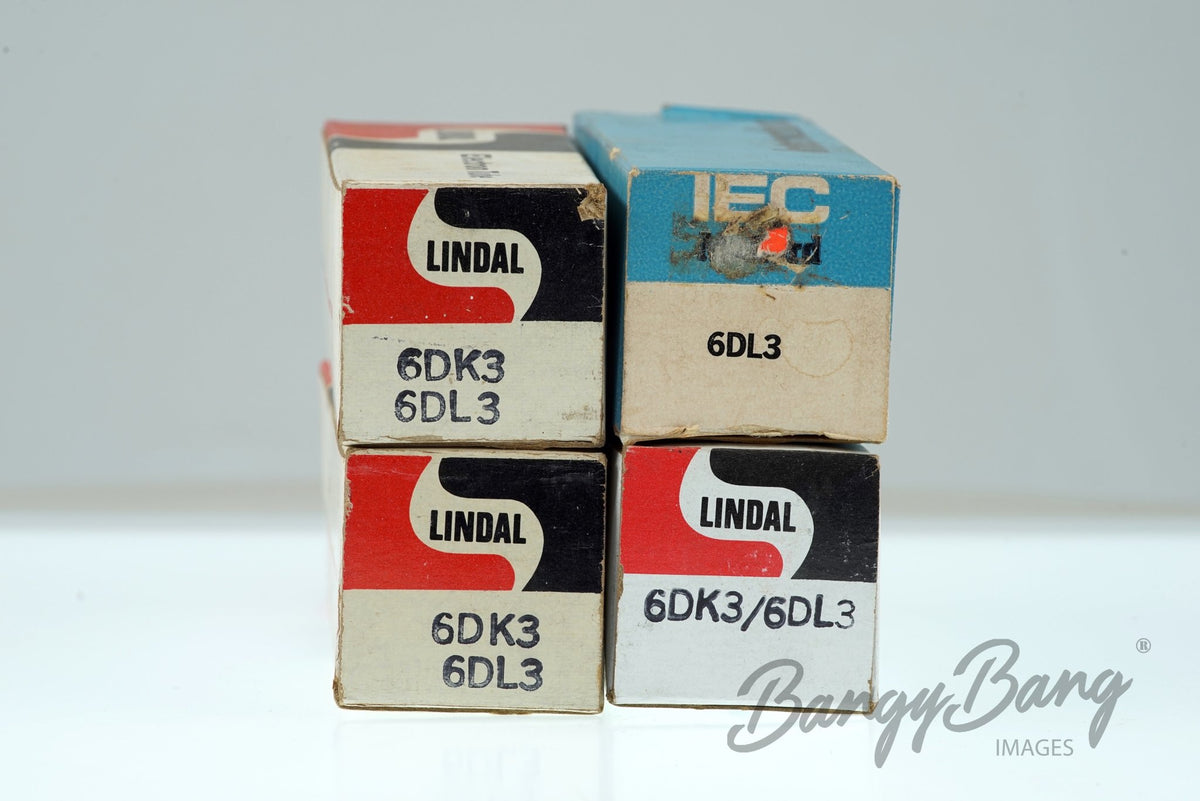 LINDAL
6DK3
6DL3
IEC
6DL3
LINDAL
6DK3
6DL3
LINDAL
6DK3/6DL3
BangyBang ®
IMAGES